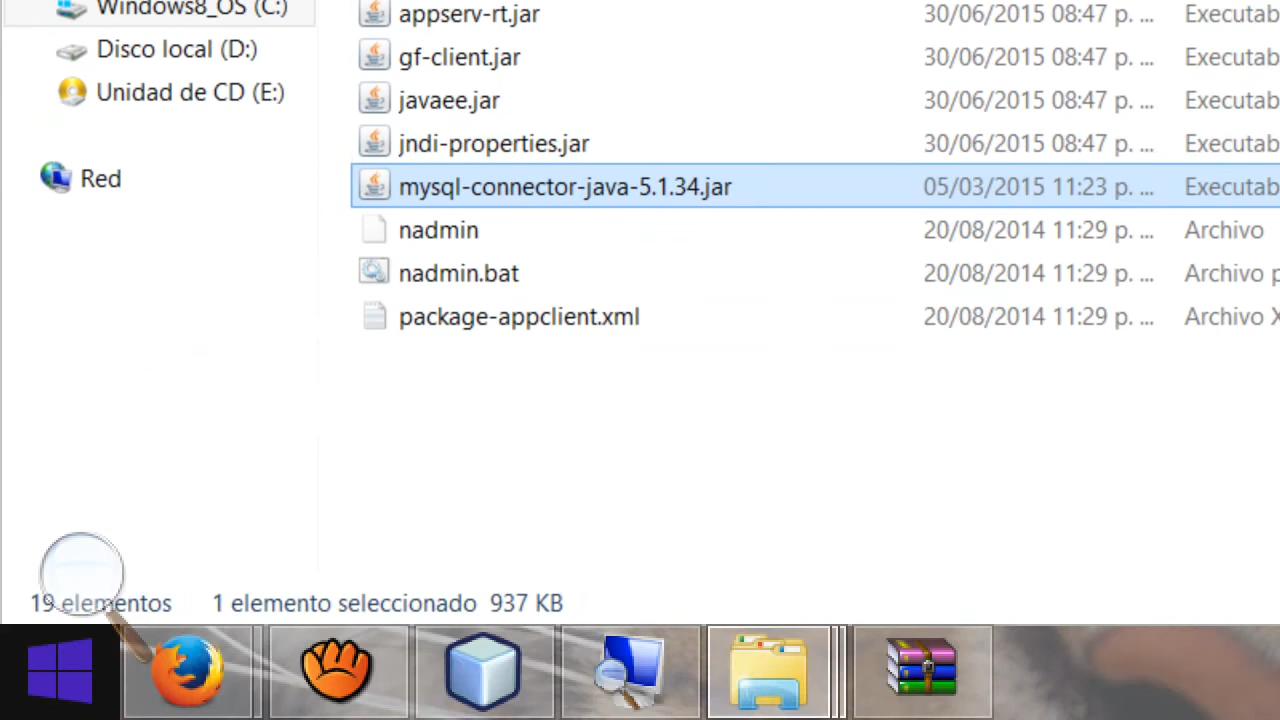 Windows8_OS (C:)
Disco local (D:)
Unidad de CD (E:)
Red
appserv-rt.jar 30/06/2015 08:47 p. ... Executab
gf-client.jar 30/06/2015 08:47 p. ... Executab
javaee.jar 30/06/2015 08:47 p. ... Executab
jndi-properties.jar 30/06/2015 08:47 p. ... Executab
mysql-connector-java-5.1.34.jar 05/03/2015 11:23 p. ... Executab
nadmin 20/08/2014 11:29 p. ... Archivo
nadmin.bat 20/08/2014 11:29 p. ... Archivo p
package-appclient.xml 20/08/2014 11:29 p. ... Archivo X
19 elementos 1 elemento seleccionado 937 KB